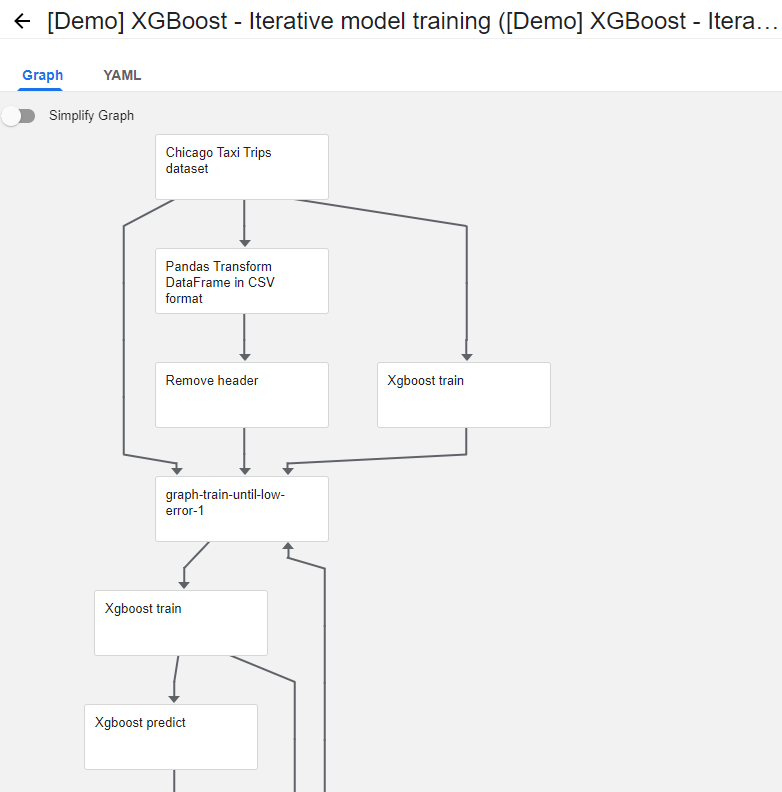 [Demo] XGBoost - Iterative model training ([Demo] XGBoost - Itera...
Graph YAML
Simplify Graph
Chicago Taxi Trips
dataset
Pandas Transform
DataFrame in CSV
format
Remove header
Xgboost train
graph-train-until-low-
error-1
Xgboost train
Xgboost predict